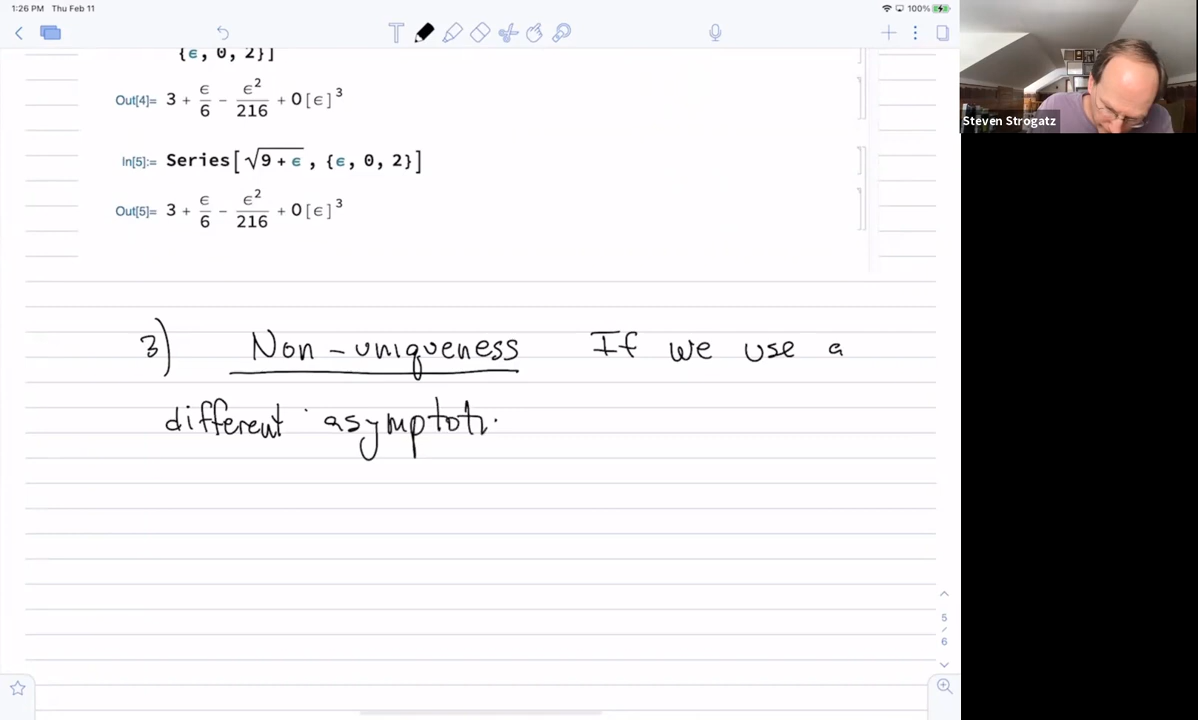 1:26 PM Thu Feb 11
100%
{ϵ, 0, 2}]
Out[4]= 3 + ϵ/6 - ϵ²/216 + O[ϵ]³
In[5]:= Series[√9 + ϵ , {ϵ, 0, 2}]
Out[5]= 3 + ϵ/6 - ϵ²/216 + O[ϵ]³
3) Non-uniqueness If we use a
different asymptoti
5
/
6
Steven Strogatz